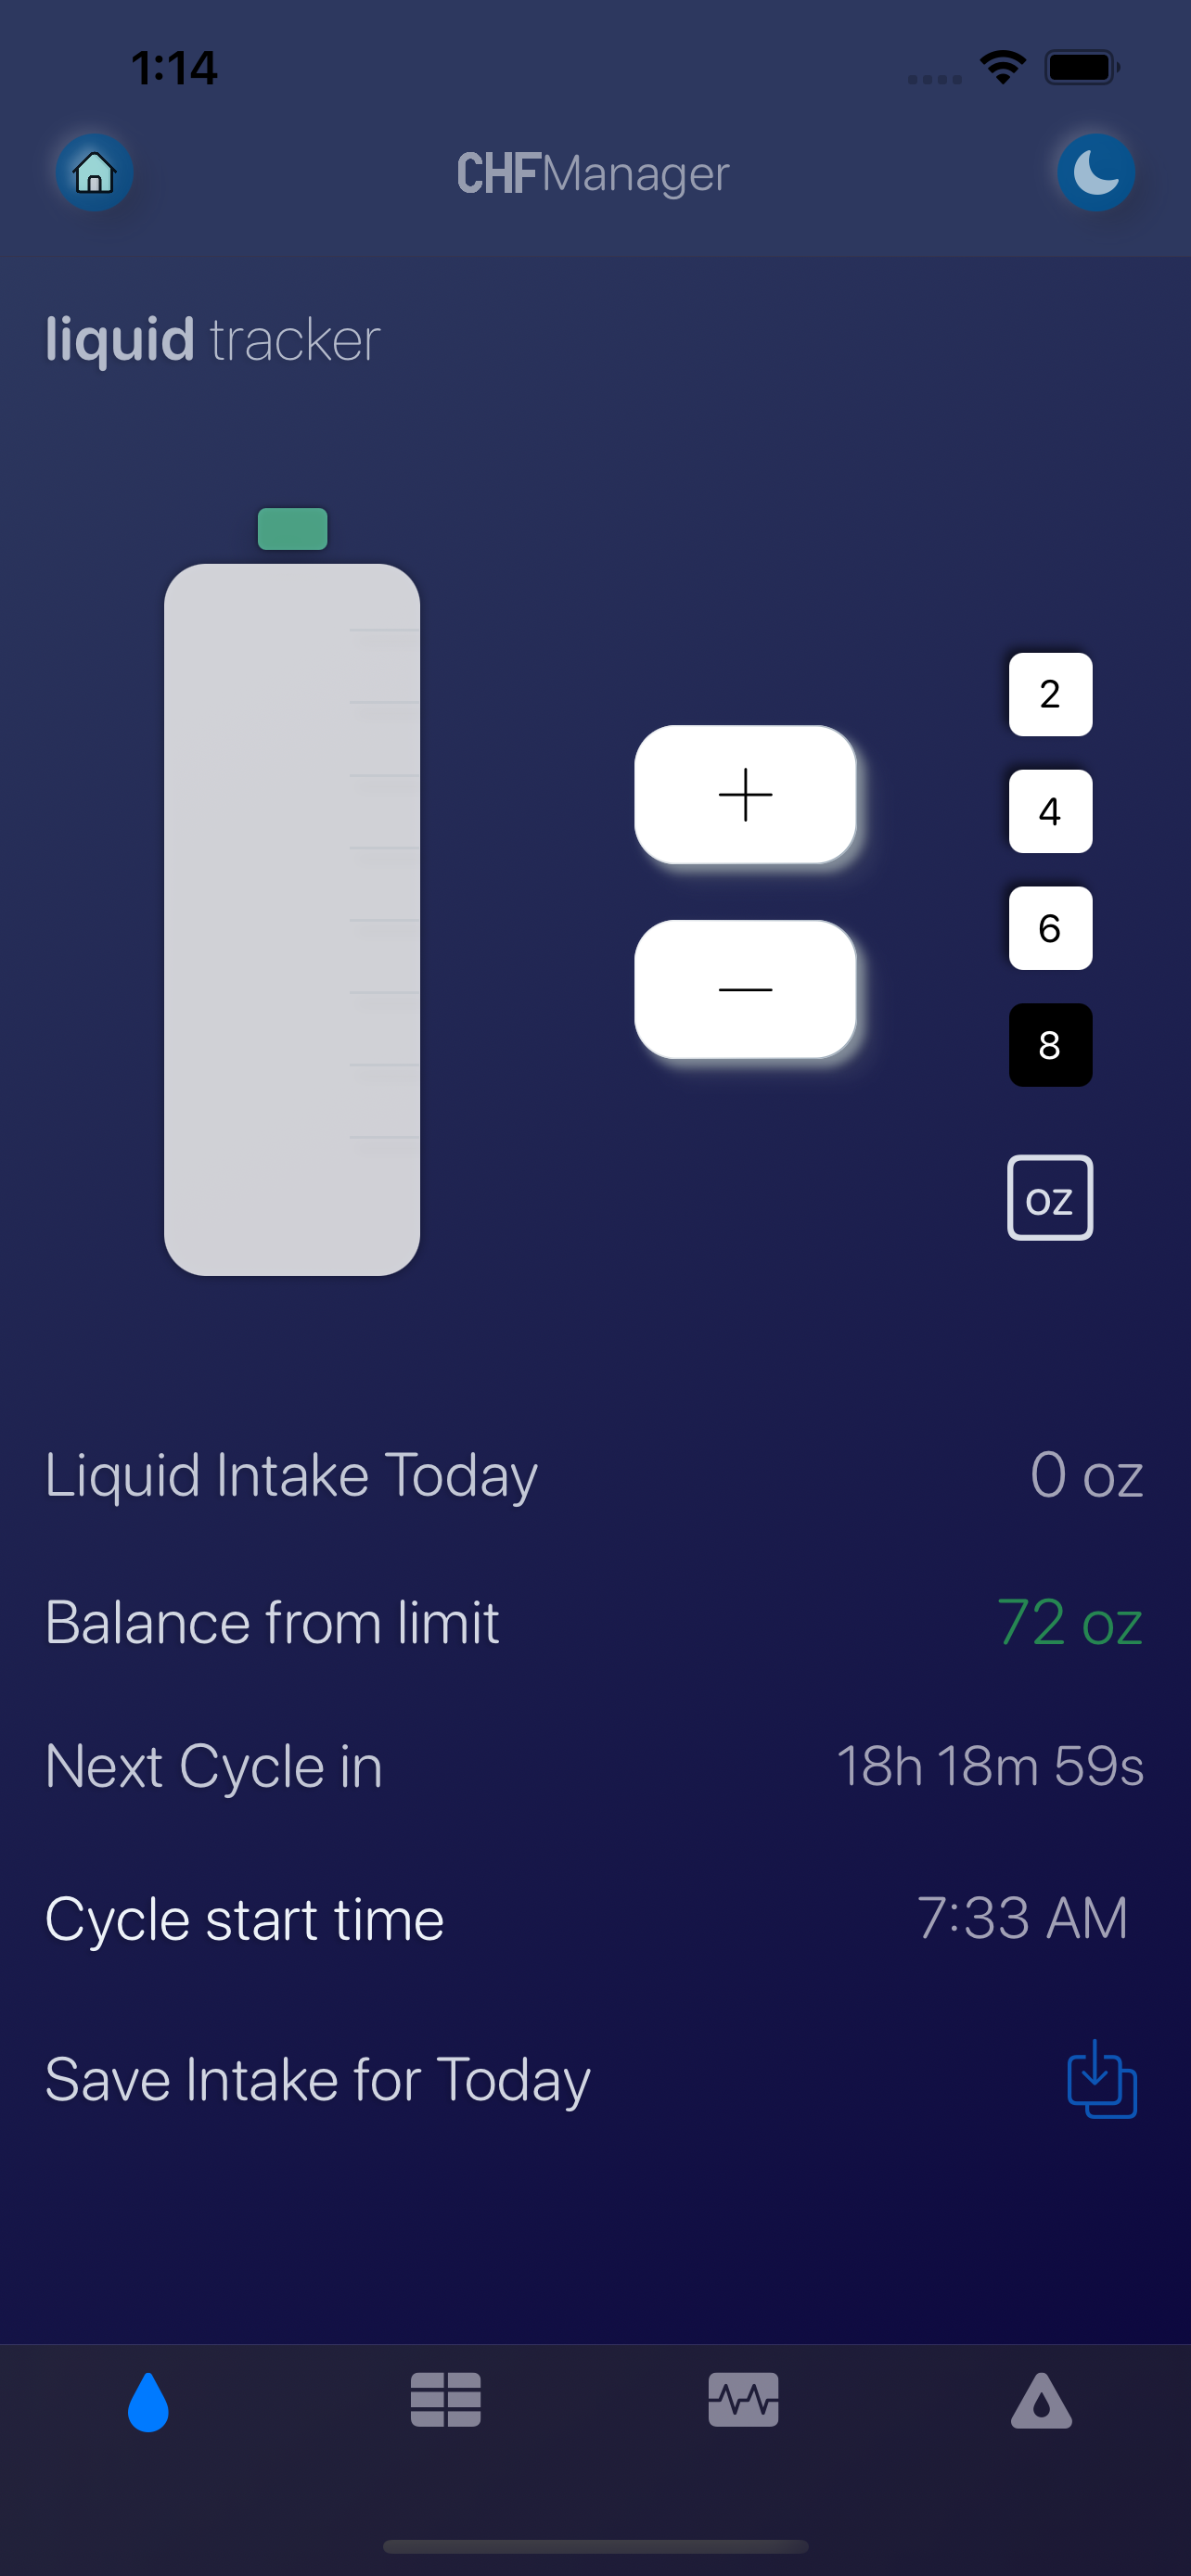 1:14
CHFManager
liquid tracker
2
4
6
8
oz
Liquid Intake Today 0 oz
Balance from limit 72 oz
Next Cycle in 18h 18m 59s
Cycle start time 7:33 AM
Save Intake for Today